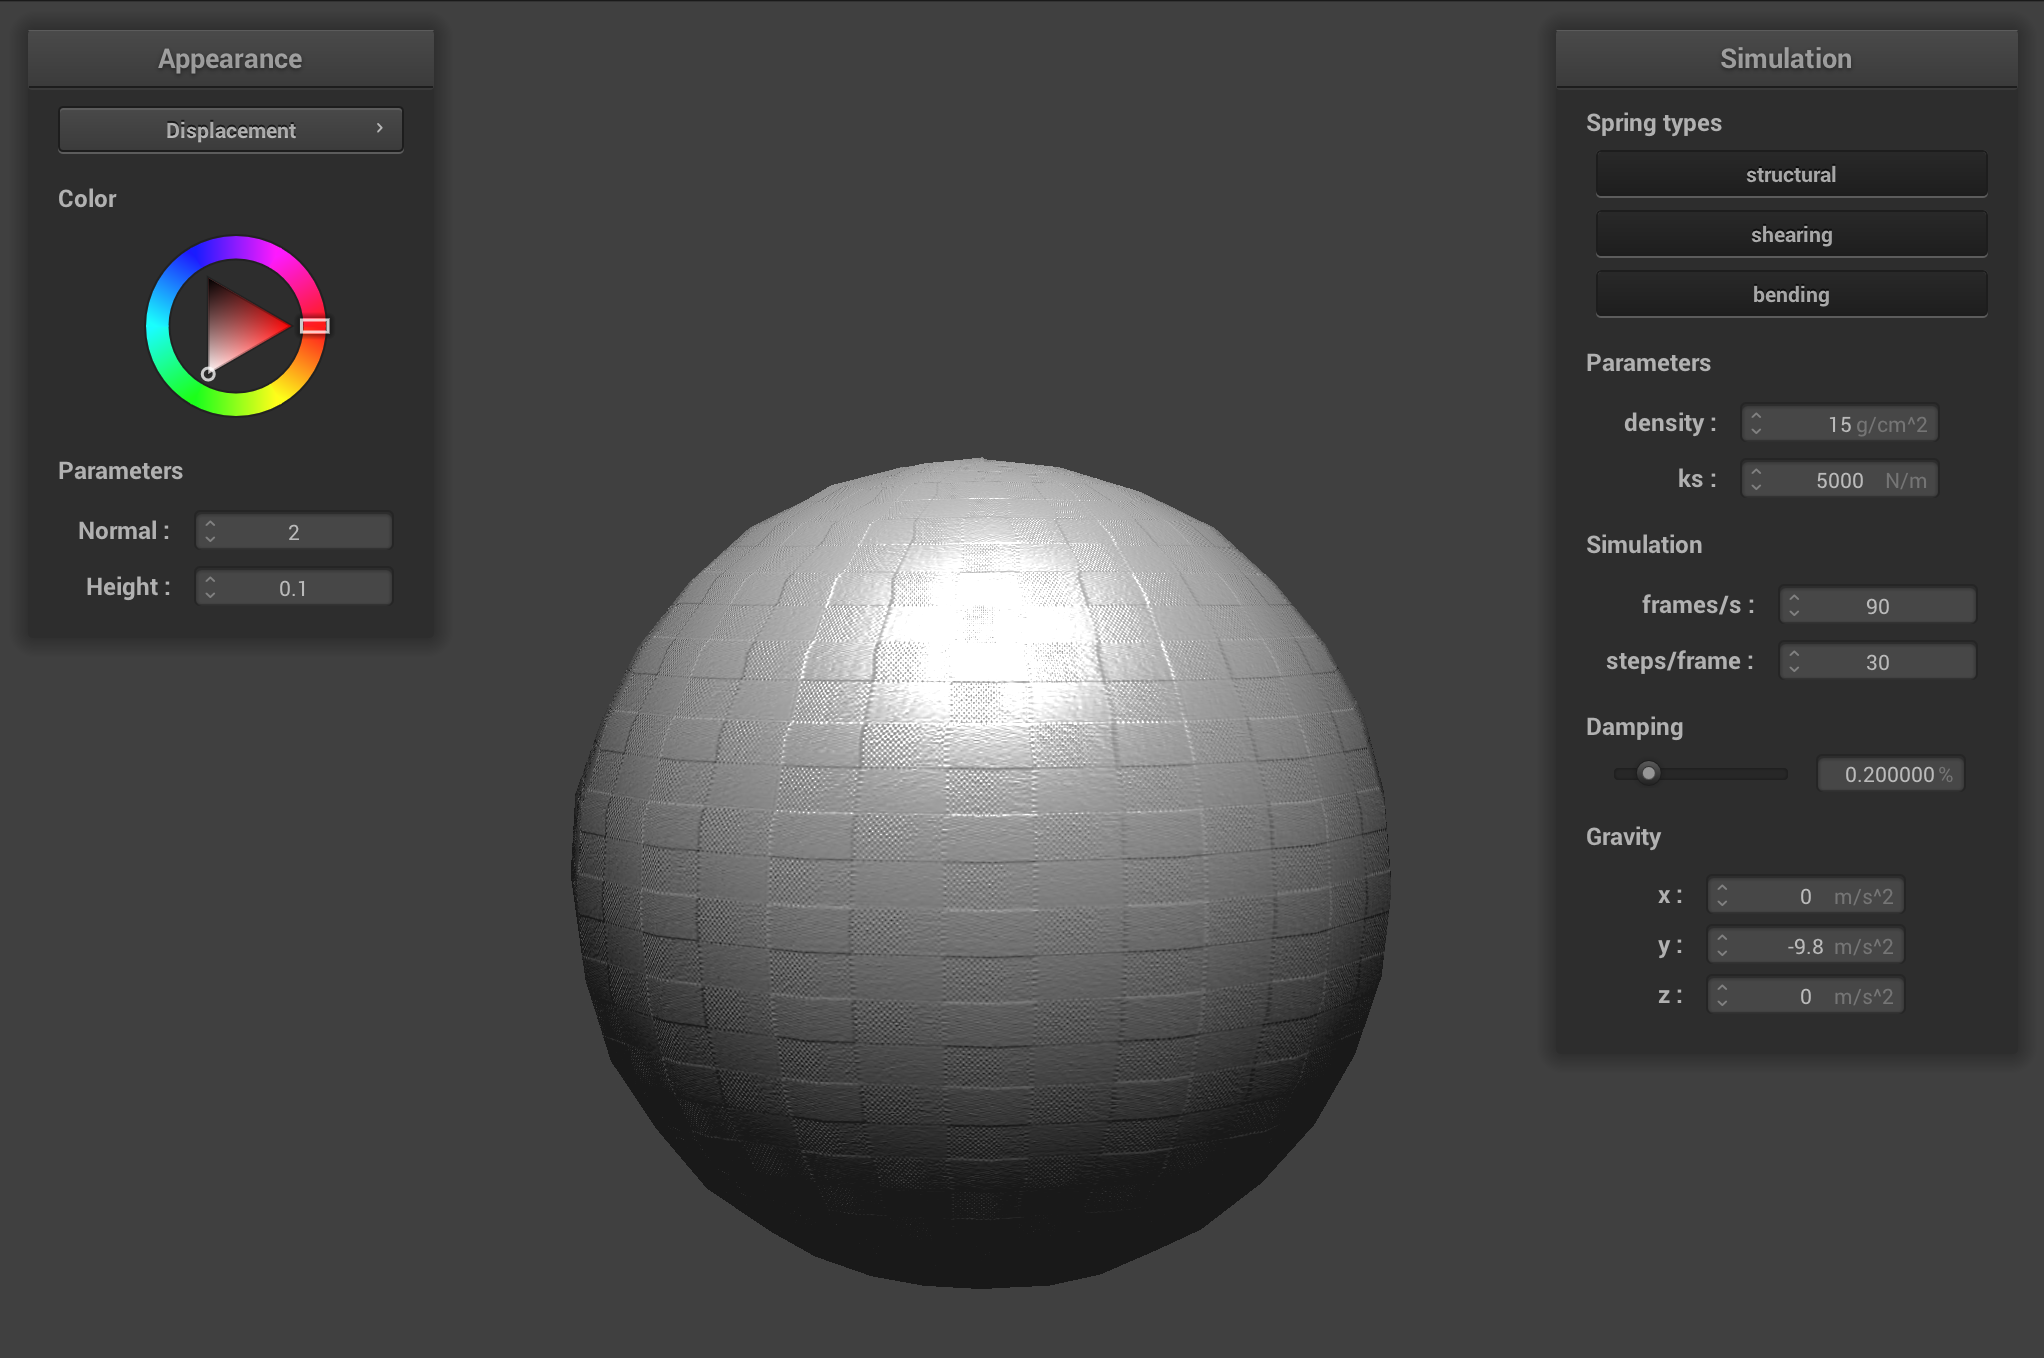 Appearance
Displacement
Color
Parameters
Normal : 2
Height : 0.1
Simulation
Spring types
structural
shearing
bending
Parameters
density : 15 g/cm^2
ks : 5000 N/m
Simulation
frames/s : 90
steps/frame : 30
Damping
0.200000 %
Gravity
x : 0 m/s^2
y : -9.8 m/s^2
z : 0 m/s^2